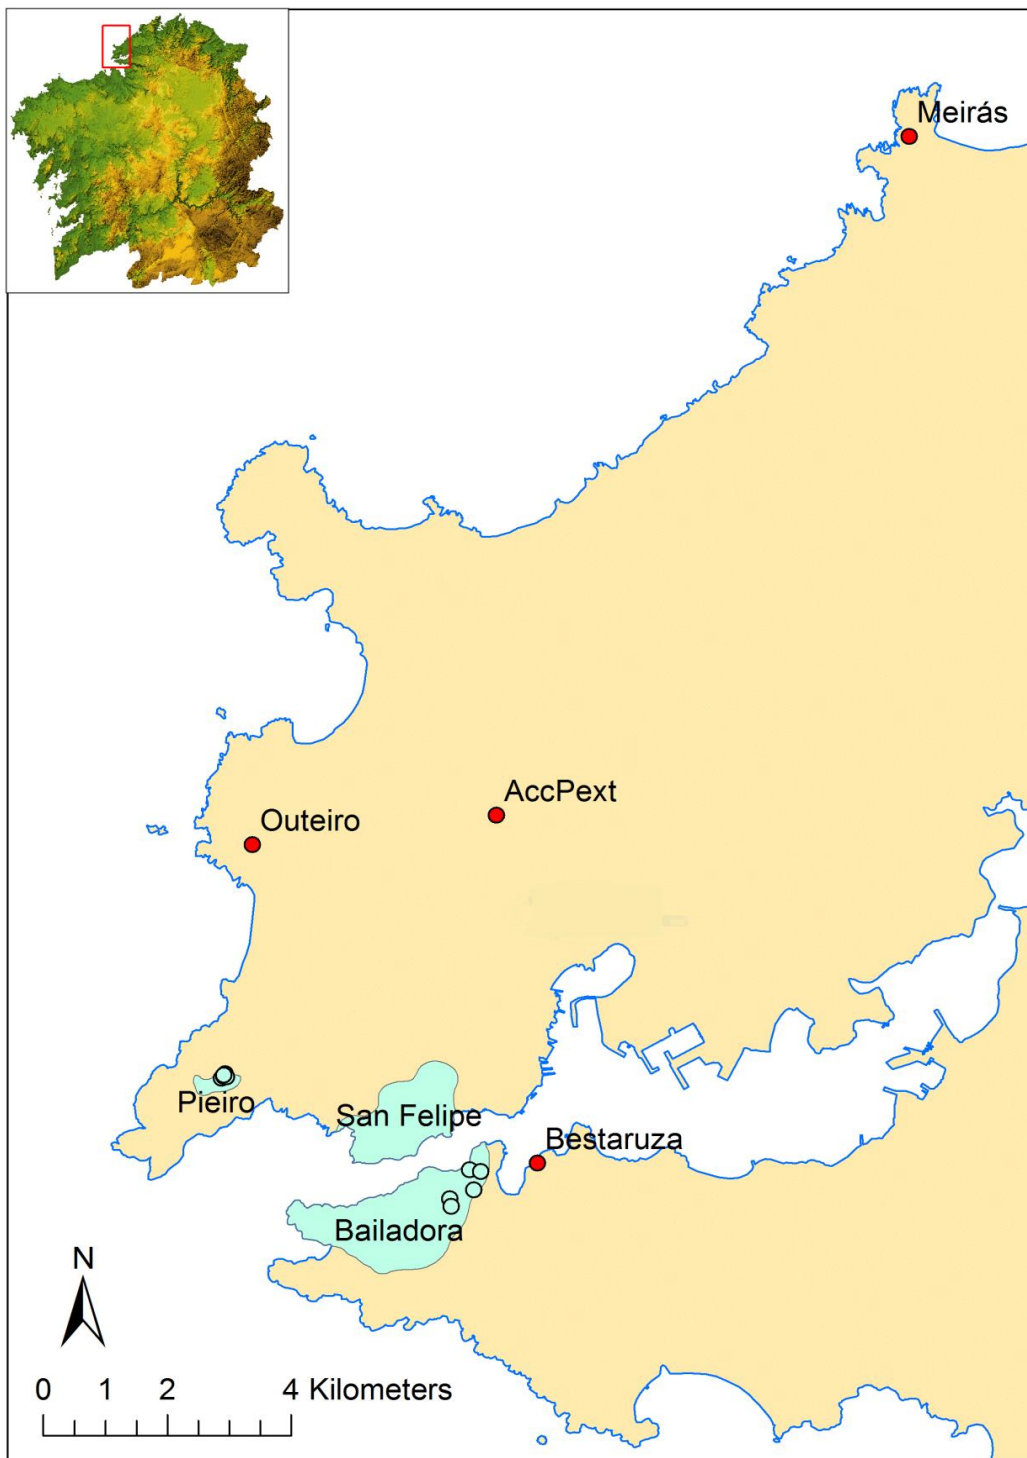 Meirás
AccPext
Outeiro
Pieiro
San Felipe
Bestaruza
Bailadora
N
0 1 2 4 Kilometers